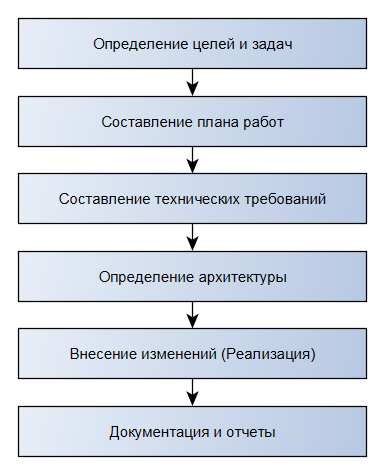 Определение целей и задач
Составление плана работ
Составление технических требований
Определение архитектуры
Внесение изменений (Реализация)
Документация и отчеты